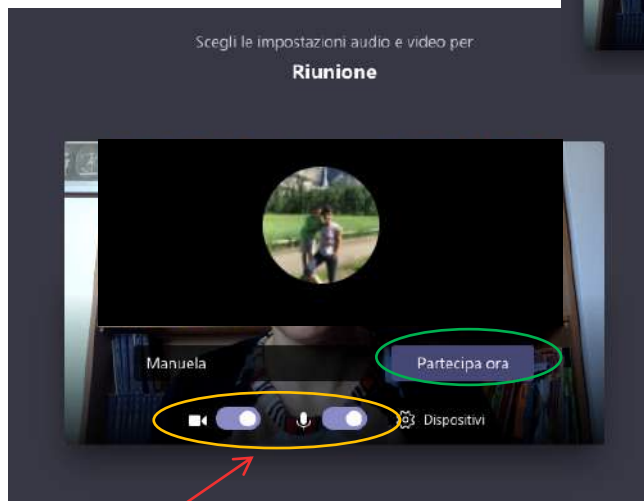 Scegli le impostazioni audio e video per
Riunione
Manuela
Partecipa ora
Dispositivi